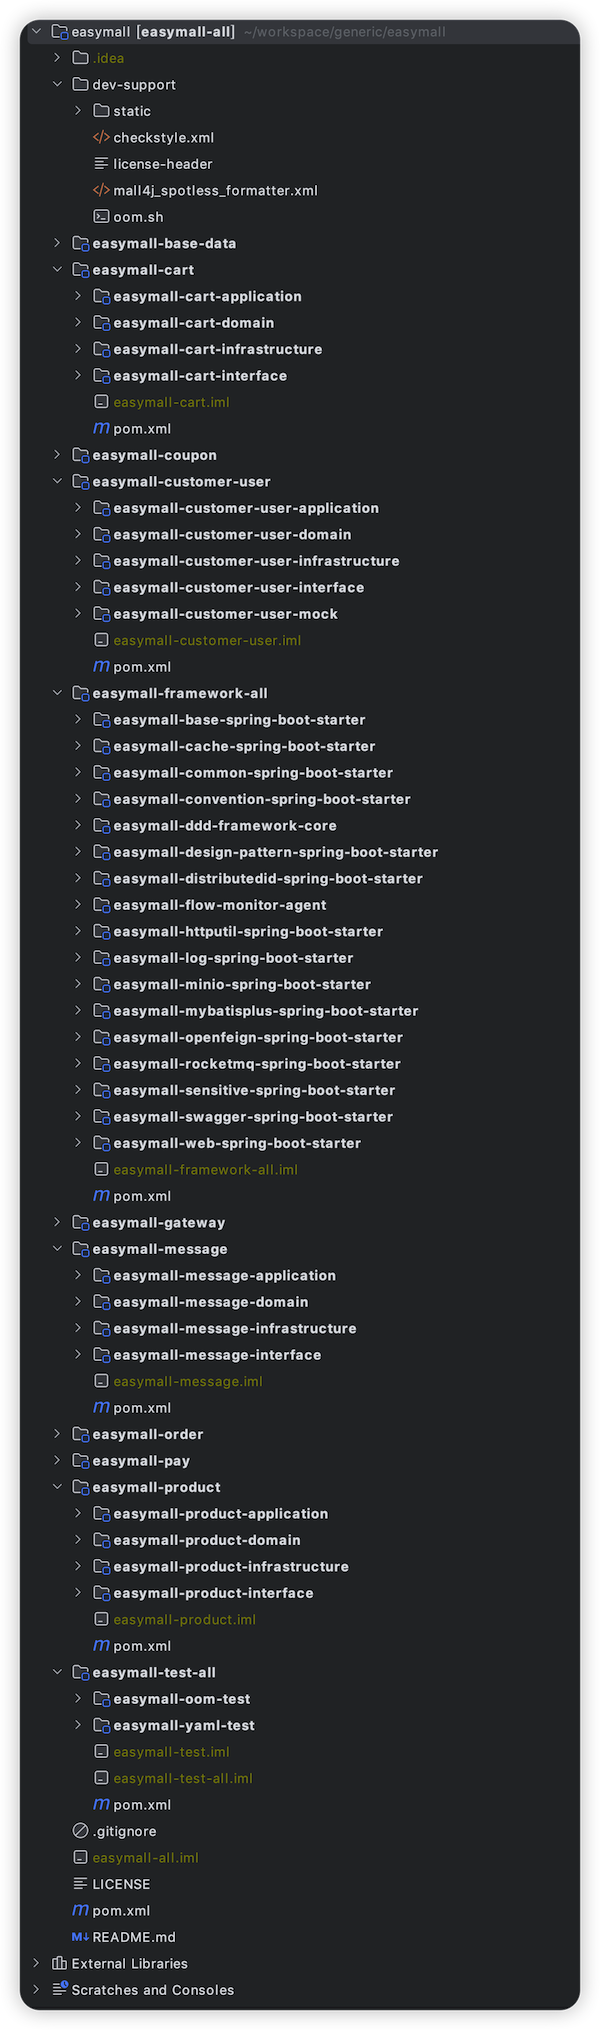 easymall [easymall-all] ~/workspace/generic/easymall
.idea
dev-support
static
</> checkstyle.xml
license-header
</> mall4j_spotless_formatter.xml
oom.sh
easymall-base-data
easymall-cart
easymall-cart-application
easymall-cart-domain
easymall-cart-infrastructure
easymall-cart-interface
easymall-cart.iml
m pom.xml
easymall-coupon
easymall-customer-user
easymall-customer-user-application
easymall-customer-user-domain
easymall-customer-user-infrastructure
easymall-customer-user-interface
easymall-customer-user-mock
easymall-customer-user.iml
m pom.xml
easymall-framework-all
easymall-base-spring-boot-starter
easymall-cache-spring-boot-starter
easymall-common-spring-boot-starter
easymall-convention-spring-boot-starter
easymall-ddd-framework-core
easymall-design-pattern-spring-boot-starter
easymall-distributedid-spring-boot-starter
easymall-flow-monitor-agent
easymall-httputil-spring-boot-starter
easymall-log-spring-boot-starter
easymall-minio-spring-boot-starter
easymall-mybatisplus-spring-boot-starter
easymall-openfeign-spring-boot-starter
easymall-rocketmq-spring-boot-starter
easymall-sensitive-spring-boot-starter
easymall-swagger-spring-boot-starter
easymall-web-spring-boot-starter
easymall-framework-all.iml
m pom.xml
easymall-gateway
easymall-message
easymall-message-application
easymall-message-domain
easymall-message-infrastructure
easymall-message-interface
easymall-message.iml
m pom.xml
easymall-order
easymall-pay
easymall-product
easymall-product-application
easymall-product-domain
easymall-product-infrastructure
easymall-product-interface
easymall-product.iml
m pom.xml
easymall-test-all
easymall-oom-test
easymall-yaml-test
easymall-test.iml
easymall-test-all.iml
m pom.xml
.gitignore
easymall-all.iml
LICENSE
m pom.xml
M↓ README.md
External Libraries
Scratches and Consoles